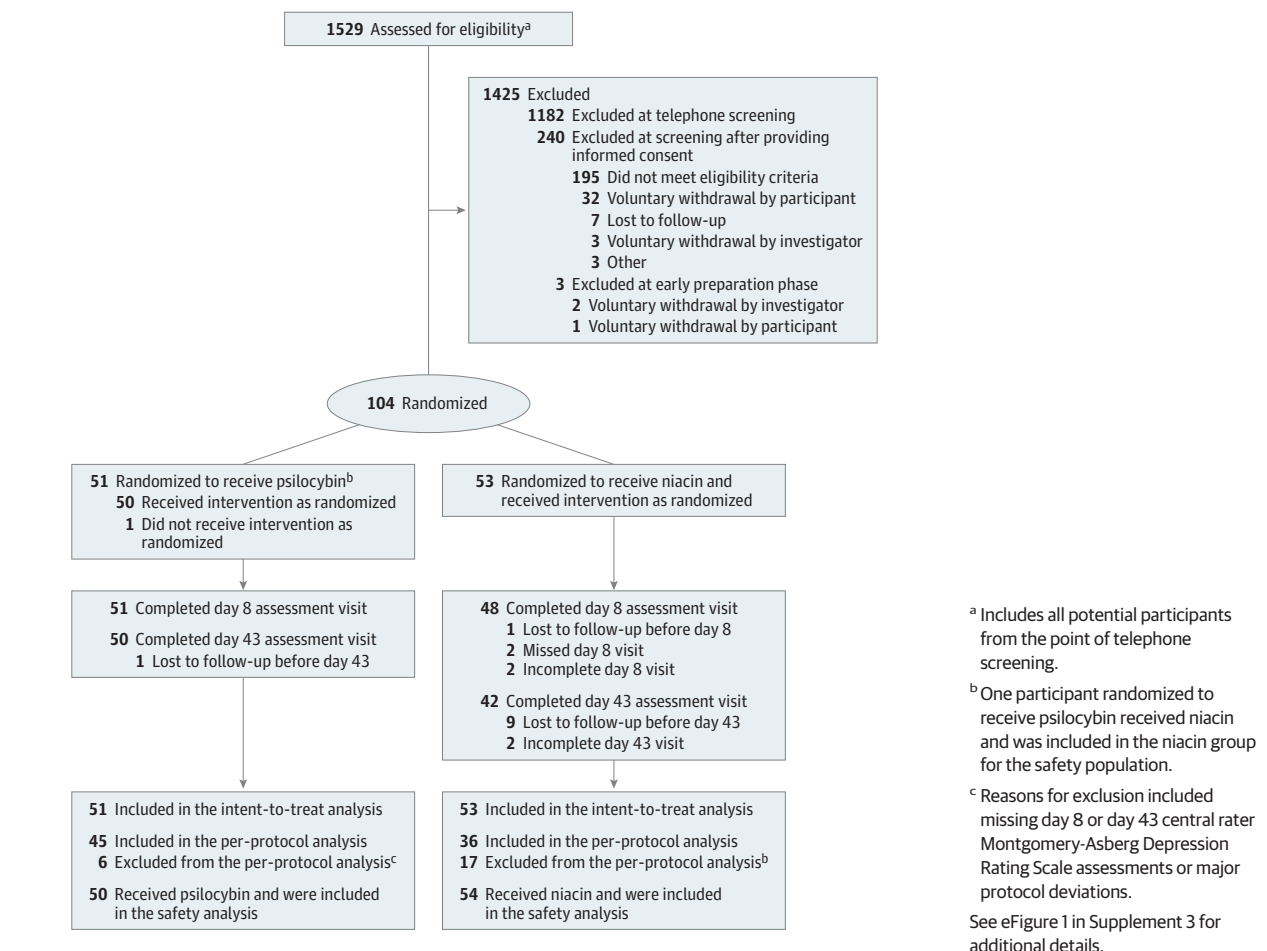 1529 Assessed for eligibilityᵃ
1425 Excluded
1182 Excluded at telephone screening
240 Excluded at screening after providing
informed consent
195 Did not meet eligibility criteria
32 Voluntary withdrawal by participant
7 Lost to follow-up
3 Voluntary withdrawal by investigator
3 Other
3 Excluded at early preparation phase
2 Voluntary withdrawal by investigator
1 Voluntary withdrawal by participant
104 Randomized
51 Randomized to receive psilocybinᵇ
50 Received intervention as randomized
1 Did not receive intervention as
randomized
53 Randomized to receive niacin and
received intervention as randomized
51 Completed day 8 assessment visit
50 Completed day 43 assessment visit
1 Lost to follow-up before day 43
48 Completed day 8 assessment visit
1 Lost to follow-up before day 8
2 Missed day 8 visit
2 Incomplete day 8 visit
42 Completed day 43 assessment visit
9 Lost to follow-up before day 43
2 Incomplete day 43 visit
51 Included in the intent-to-treat analysis
45 Included in the per-protocol analysis
6 Excluded from the per-protocol analysisᶜ
50 Received psilocybin and were included
in the safety analysis
53 Included in the intent-to-treat analysis
36 Included in the per-protocol analysis
17 Excluded from the per-protocol analysisᵇ
54 Received niacin and were included
in the safety analysis
ᵃ Includes all potential participants
from the point of telephone
screening.
ᵇ One participant randomized to
receive psilocybin received niacin
and was included in the niacin group
for the safety population.
ᶜ Reasons for exclusion included
missing day 8 or day 43 central rater
Montgomery-Asberg Depression
Rating Scale assessments or major
protocol deviations.
See eFigure 1 in Supplement 3 for
additional details.